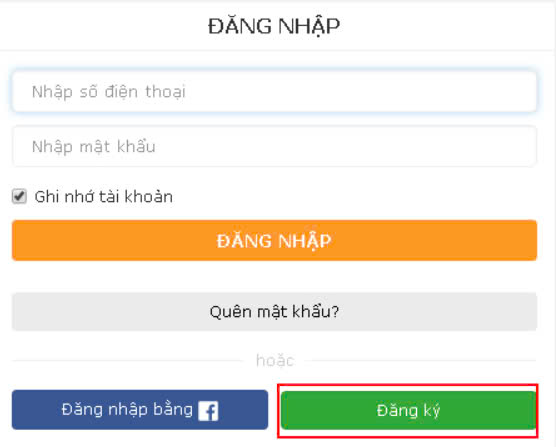 ĐĂNG NHẬP
Nhập số điện thoại
Nhập mật khẩu
Ghi nhớ tài khoản
ĐĂNG NHẬP
Quên mật khẩu?
hoặc
Đăng nhập bằng
Đăng ký